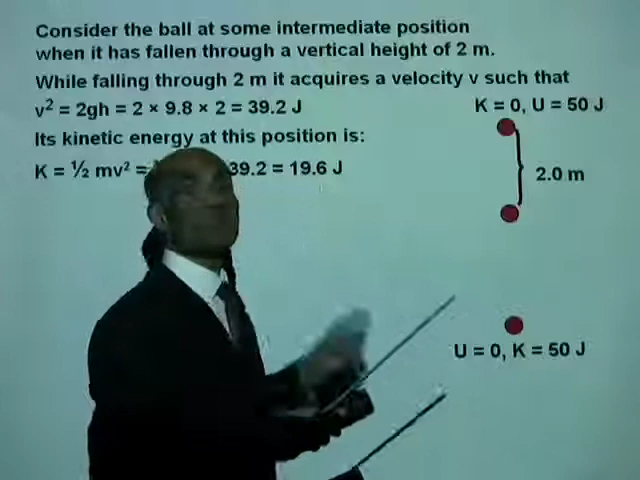 Consider the ball at some intermediate position
when it has fallen through a vertical height of 2 m.
While falling through 2 m it acquires a velocity v such that
v² = 2gh = 2 × 9.8 × 2 = 39.2 J
K = 0, U = 50 J
Its kinetic energy at this position is:
K = ½ mv² = 39.2 = 19.6 J
2.0 m
U = 0, K = 50 J